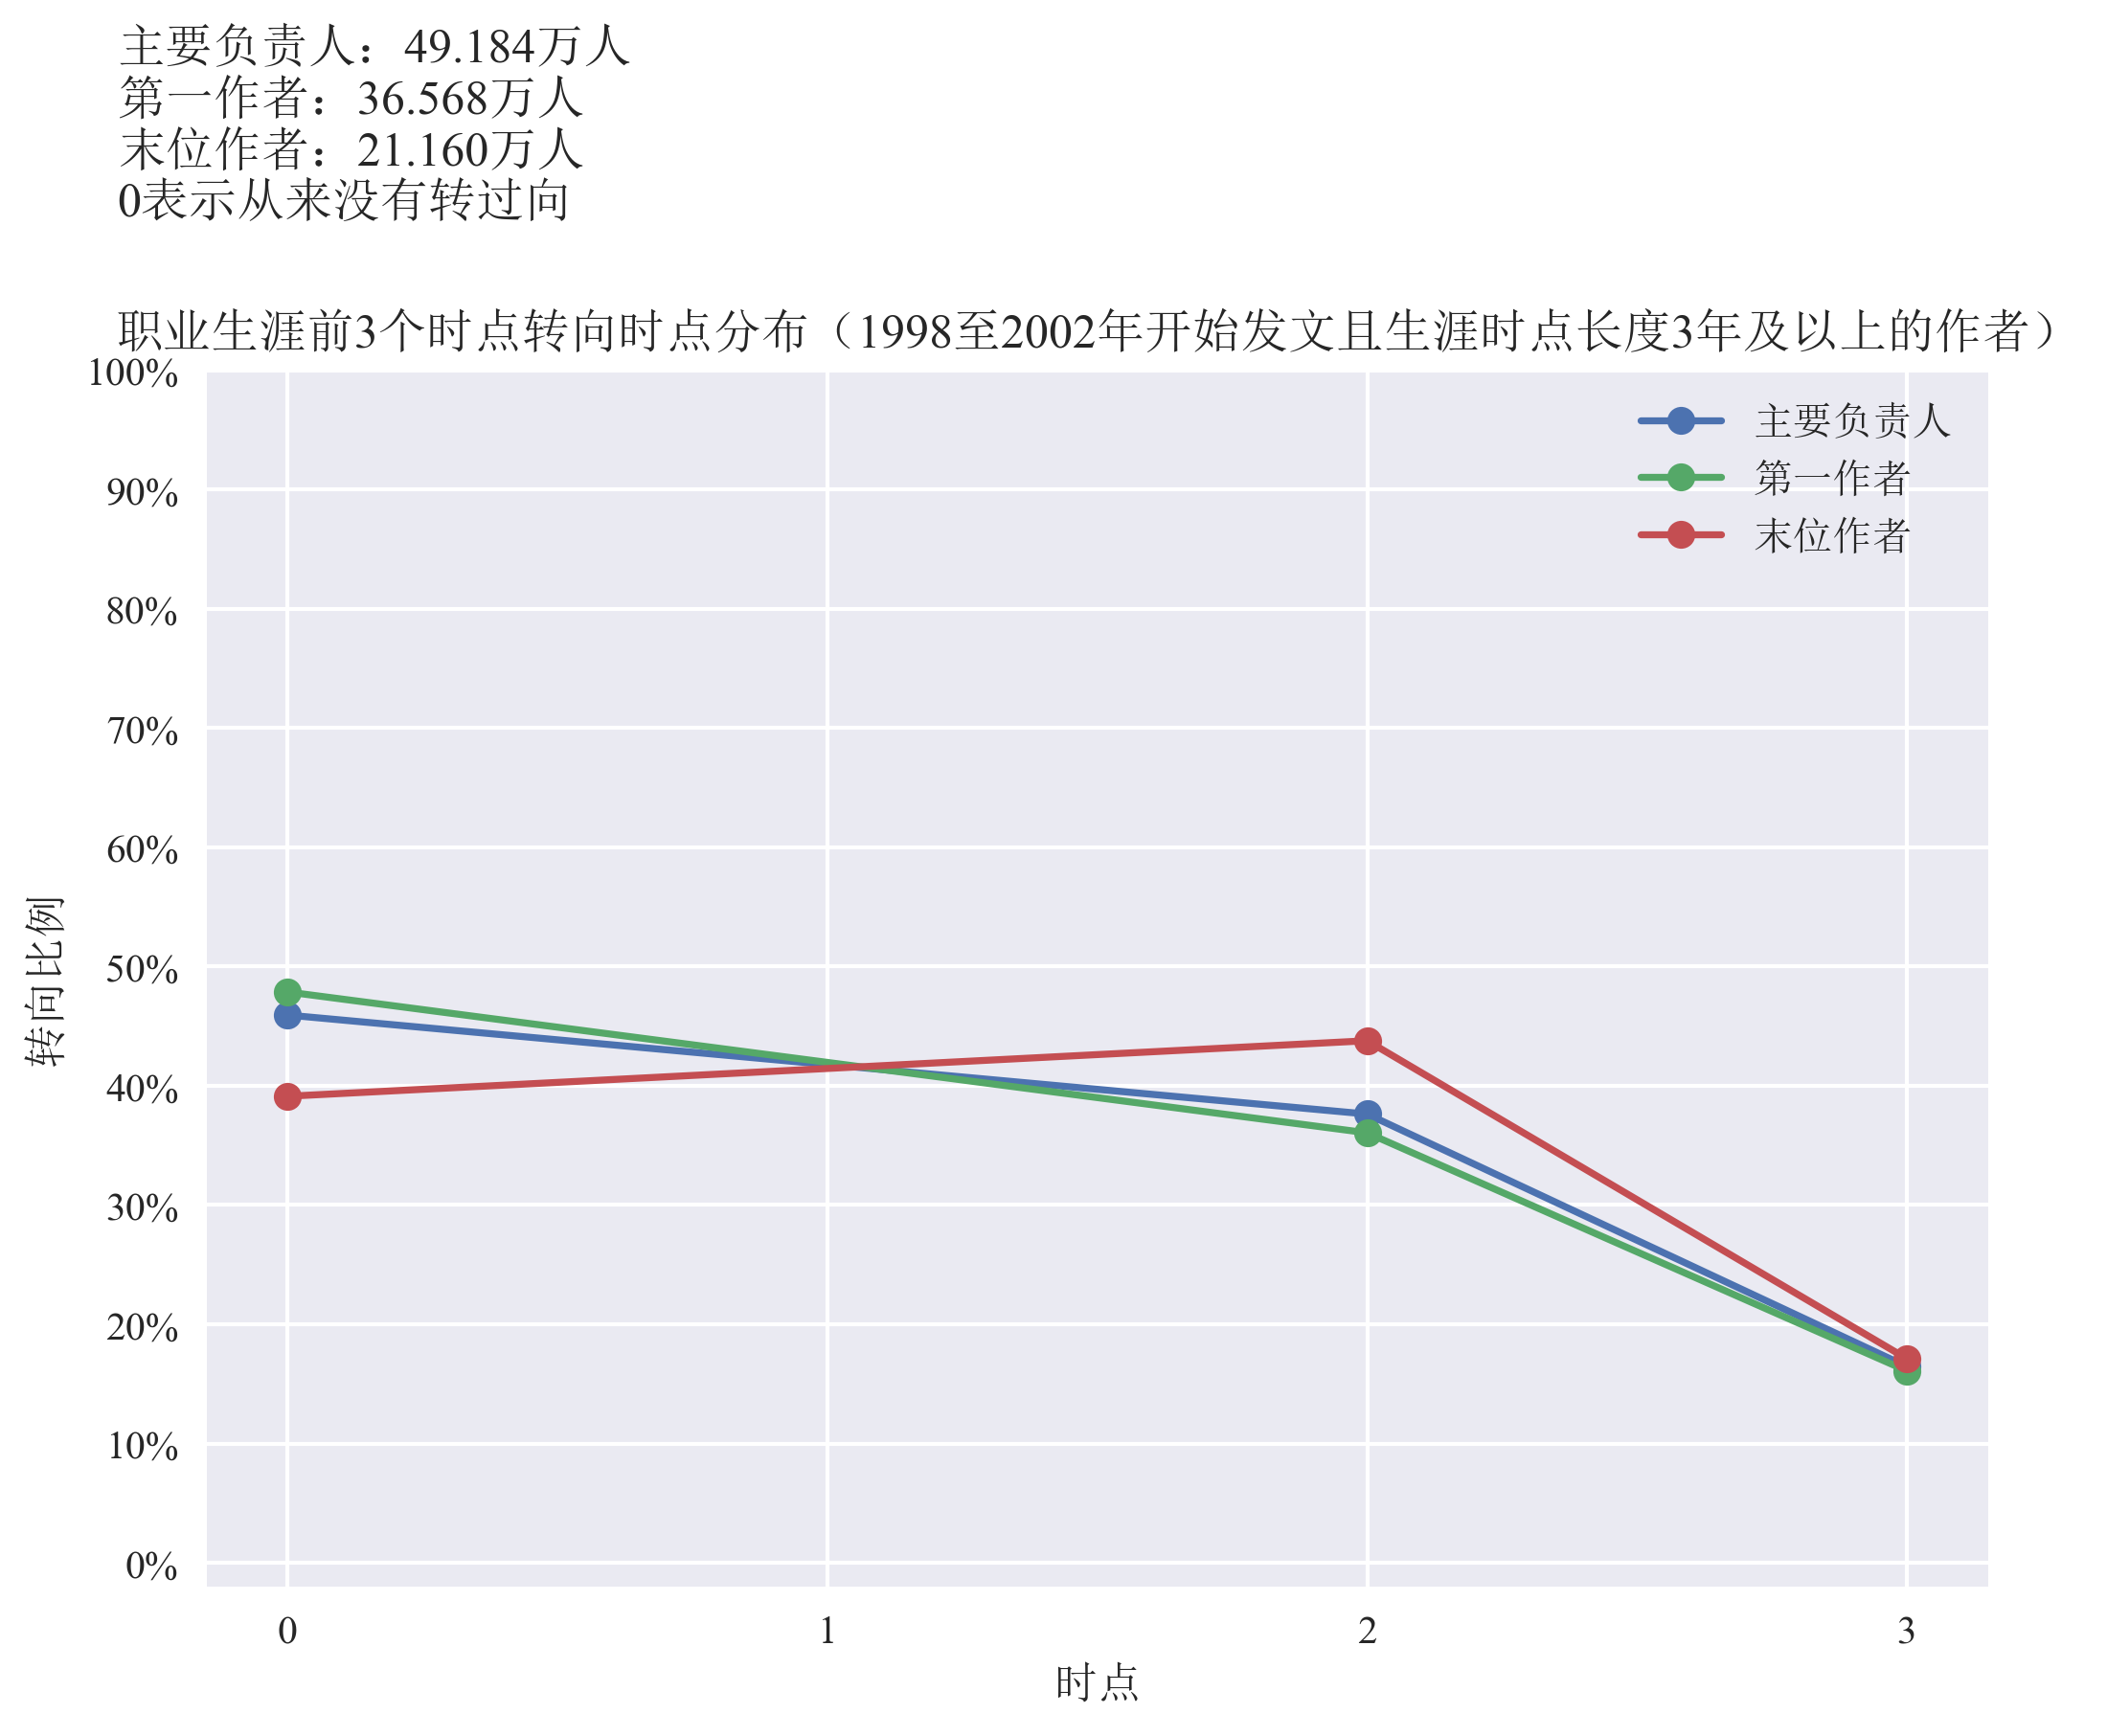 主要负责人：49.184万人
第一作者：36.568万人
末位作者：21.160万人
0表示从来没有转过向
职业生涯前3个时点转向时点分布（1998至2002年开始发文且生涯时点长度3年及以上的作者）
100%
90%
80%
70%
60%
50%
40%
30%
20%
10%
0%
转向比例
主要负责人
第一作者
末位作者
0 1 2 3
时点